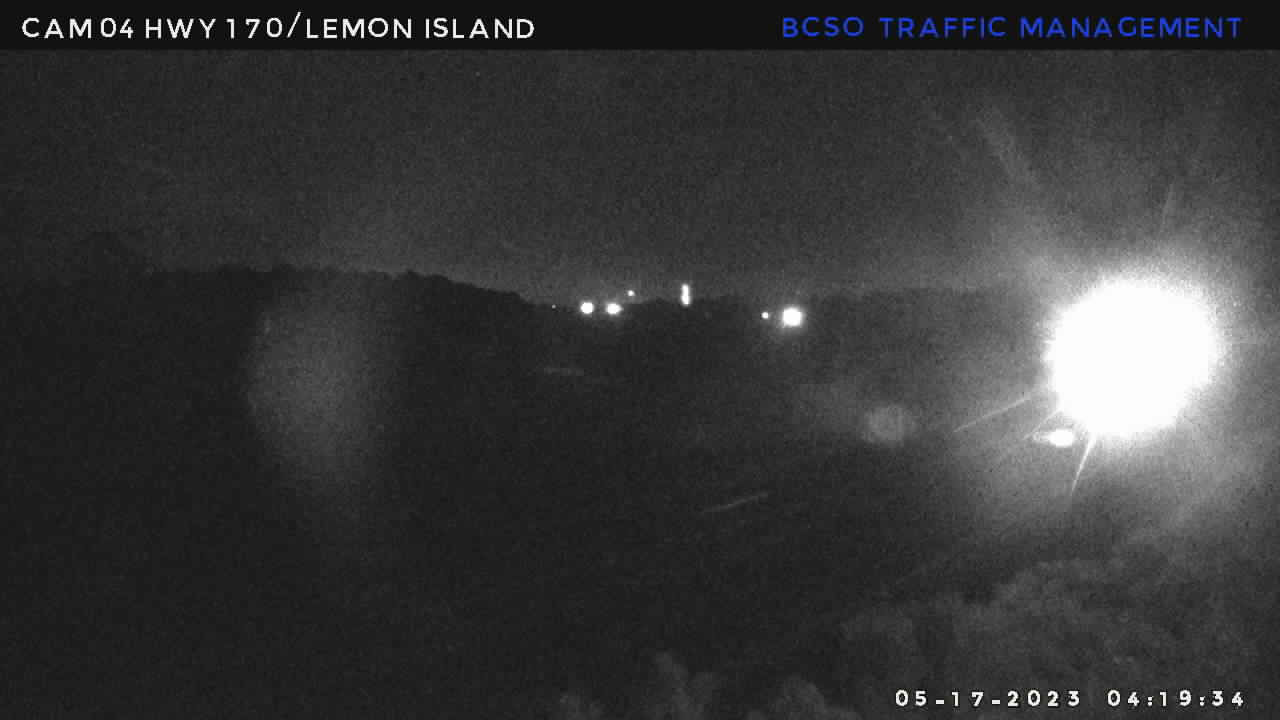 CAM 04 HWY 170/LEMON ISLAND
BCSO TRAFFIC MANAGEMENT
05-17-2023 04:19:34